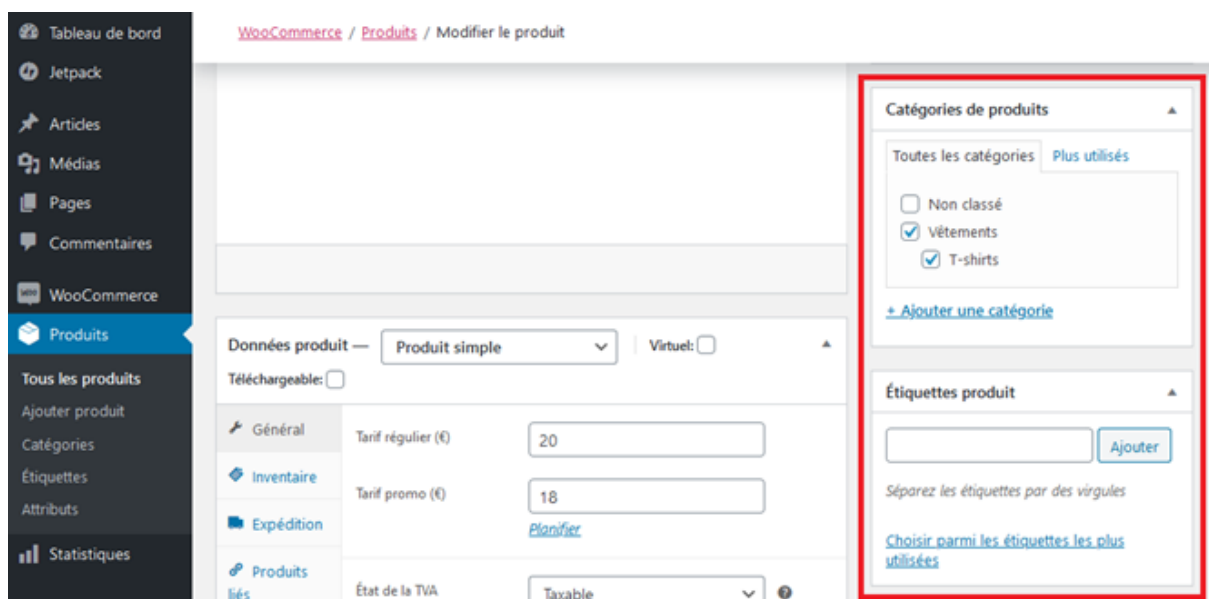 Tableau de bord
Jetpack
Articles
Médias
Pages
Commentaires
WooCommerce
Produits
Tous les produits
Ajouter produit
Catégories
Étiquettes
Attributs
Statistiques
WooCommerce / Produits / Modifier le produit
Données produit — Produit simple Virtuel:
Téléchargeable:
Général
Inventaire
Expédition
Produits
liés
Tarif régulier (€) 20
Tarif promo (€) 18
Planifier
État de la TVA Taxable
Catégories de produits
Toutes les catégories Plus utilisés
Non classé
Vêtements
T-shirts
+ Ajouter une catégorie
Étiquettes produit
Ajouter
Séparez les étiquettes par des virgules
Choisir parmi les étiquettes les plus
utilisées